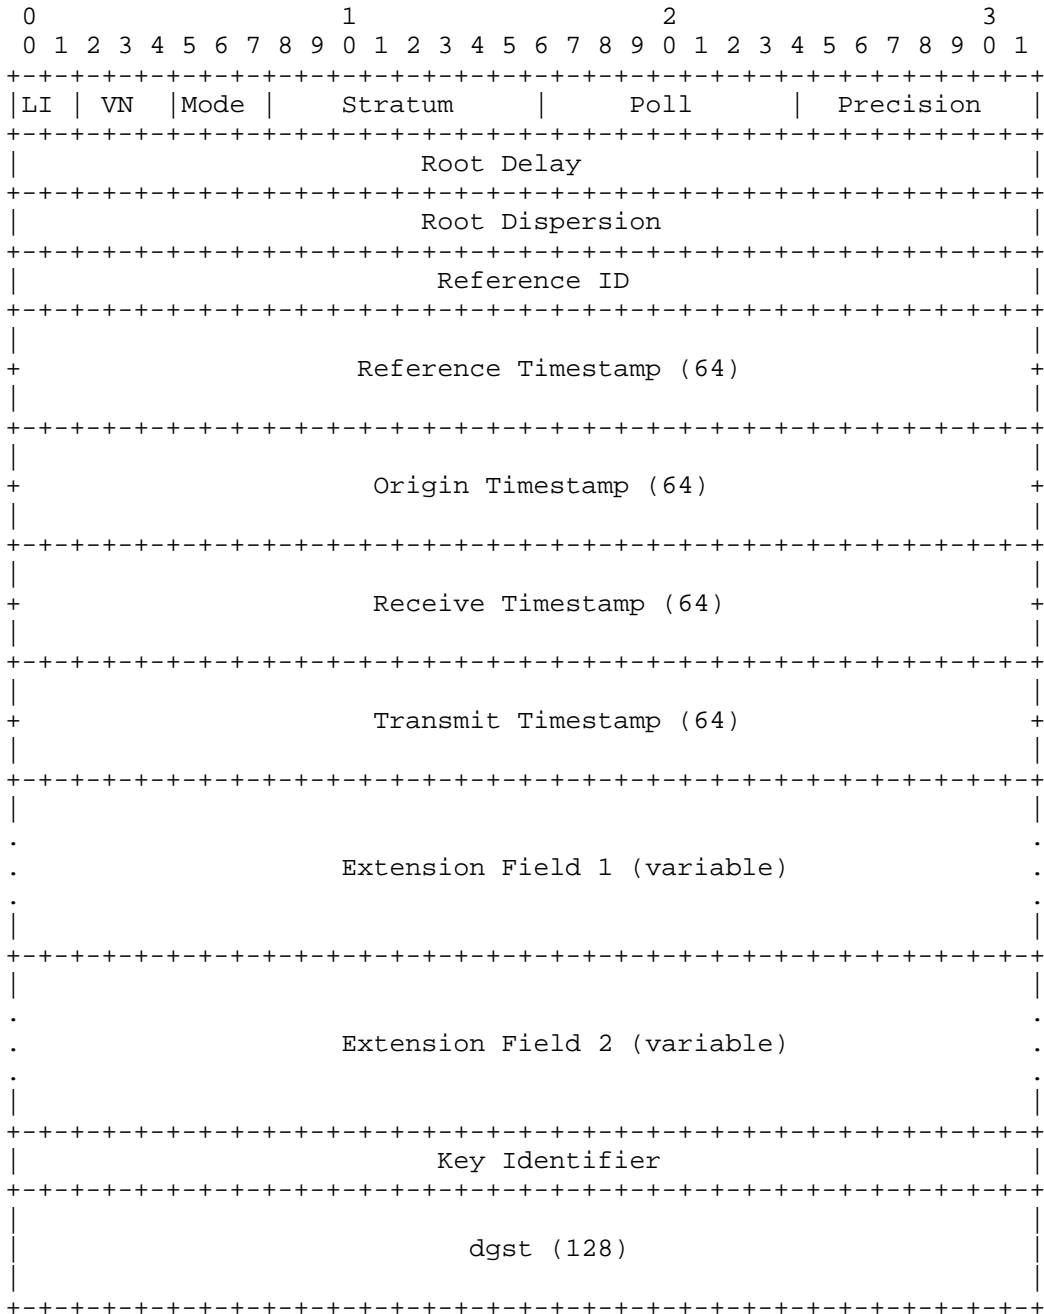 0                   1                   2                   3
 0 1 2 3 4 5 6 7 8 9 0 1 2 3 4 5 6 7 8 9 0 1 2 3 4 5 6 7 8 9 0 1
+-+-+-+-+-+-+-+-+-+-+-+-+-+-+-+-+-+-+-+-+-+-+-+-+-+-+-+-+-+-+-+-+
|LI | VN  |Mode |    Stratum     |     Poll      |  Precision   |
+-+-+-+-+-+-+-+-+-+-+-+-+-+-+-+-+-+-+-+-+-+-+-+-+-+-+-+-+-+-+-+-+
|                         Root Delay                            |
+-+-+-+-+-+-+-+-+-+-+-+-+-+-+-+-+-+-+-+-+-+-+-+-+-+-+-+-+-+-+-+-+
|                         Root Dispersion                       |
+-+-+-+-+-+-+-+-+-+-+-+-+-+-+-+-+-+-+-+-+-+-+-+-+-+-+-+-+-+-+-+-+
|                          Reference ID                         |
+-+-+-+-+-+-+-+-+-+-+-+-+-+-+-+-+-+-+-+-+-+-+-+-+-+-+-+-+-+-+-+-+
|                                                               |
+                     Reference Timestamp (64)                  +
|                                                               |
+-+-+-+-+-+-+-+-+-+-+-+-+-+-+-+-+-+-+-+-+-+-+-+-+-+-+-+-+-+-+-+-+
|                                                               |
+                      Origin Timestamp (64)                    +
|                                                               |
+-+-+-+-+-+-+-+-+-+-+-+-+-+-+-+-+-+-+-+-+-+-+-+-+-+-+-+-+-+-+-+-+
|                                                               |
+                      Receive Timestamp (64)                   +
|                                                               |
+-+-+-+-+-+-+-+-+-+-+-+-+-+-+-+-+-+-+-+-+-+-+-+-+-+-+-+-+-+-+-+-+
|                                                               |
+                      Transmit Timestamp (64)                  +
|                                                               |
+-+-+-+-+-+-+-+-+-+-+-+-+-+-+-+-+-+-+-+-+-+-+-+-+-+-+-+-+-+-+-+-+
|                                                               |
.                                                               .
.                    Extension Field 1 (variable)               .
.                                                               .
|                                                               |
+-+-+-+-+-+-+-+-+-+-+-+-+-+-+-+-+-+-+-+-+-+-+-+-+-+-+-+-+-+-+-+-+
|                                                               |
.                                                               .
.                    Extension Field 2 (variable)               .
.                                                               .
|                                                               |
+-+-+-+-+-+-+-+-+-+-+-+-+-+-+-+-+-+-+-+-+-+-+-+-+-+-+-+-+-+-+-+-+
|                          Key Identifier                       |
+-+-+-+-+-+-+-+-+-+-+-+-+-+-+-+-+-+-+-+-+-+-+-+-+-+-+-+-+-+-+-+-+
|                                                               |
|                            dgst (128)                         |
|                                                               |
+-+-+-+-+-+-+-+-+-+-+-+-+-+-+-+-+-+-+-+-+-+-+-+-+-+-+-+-+-+-+-+-+